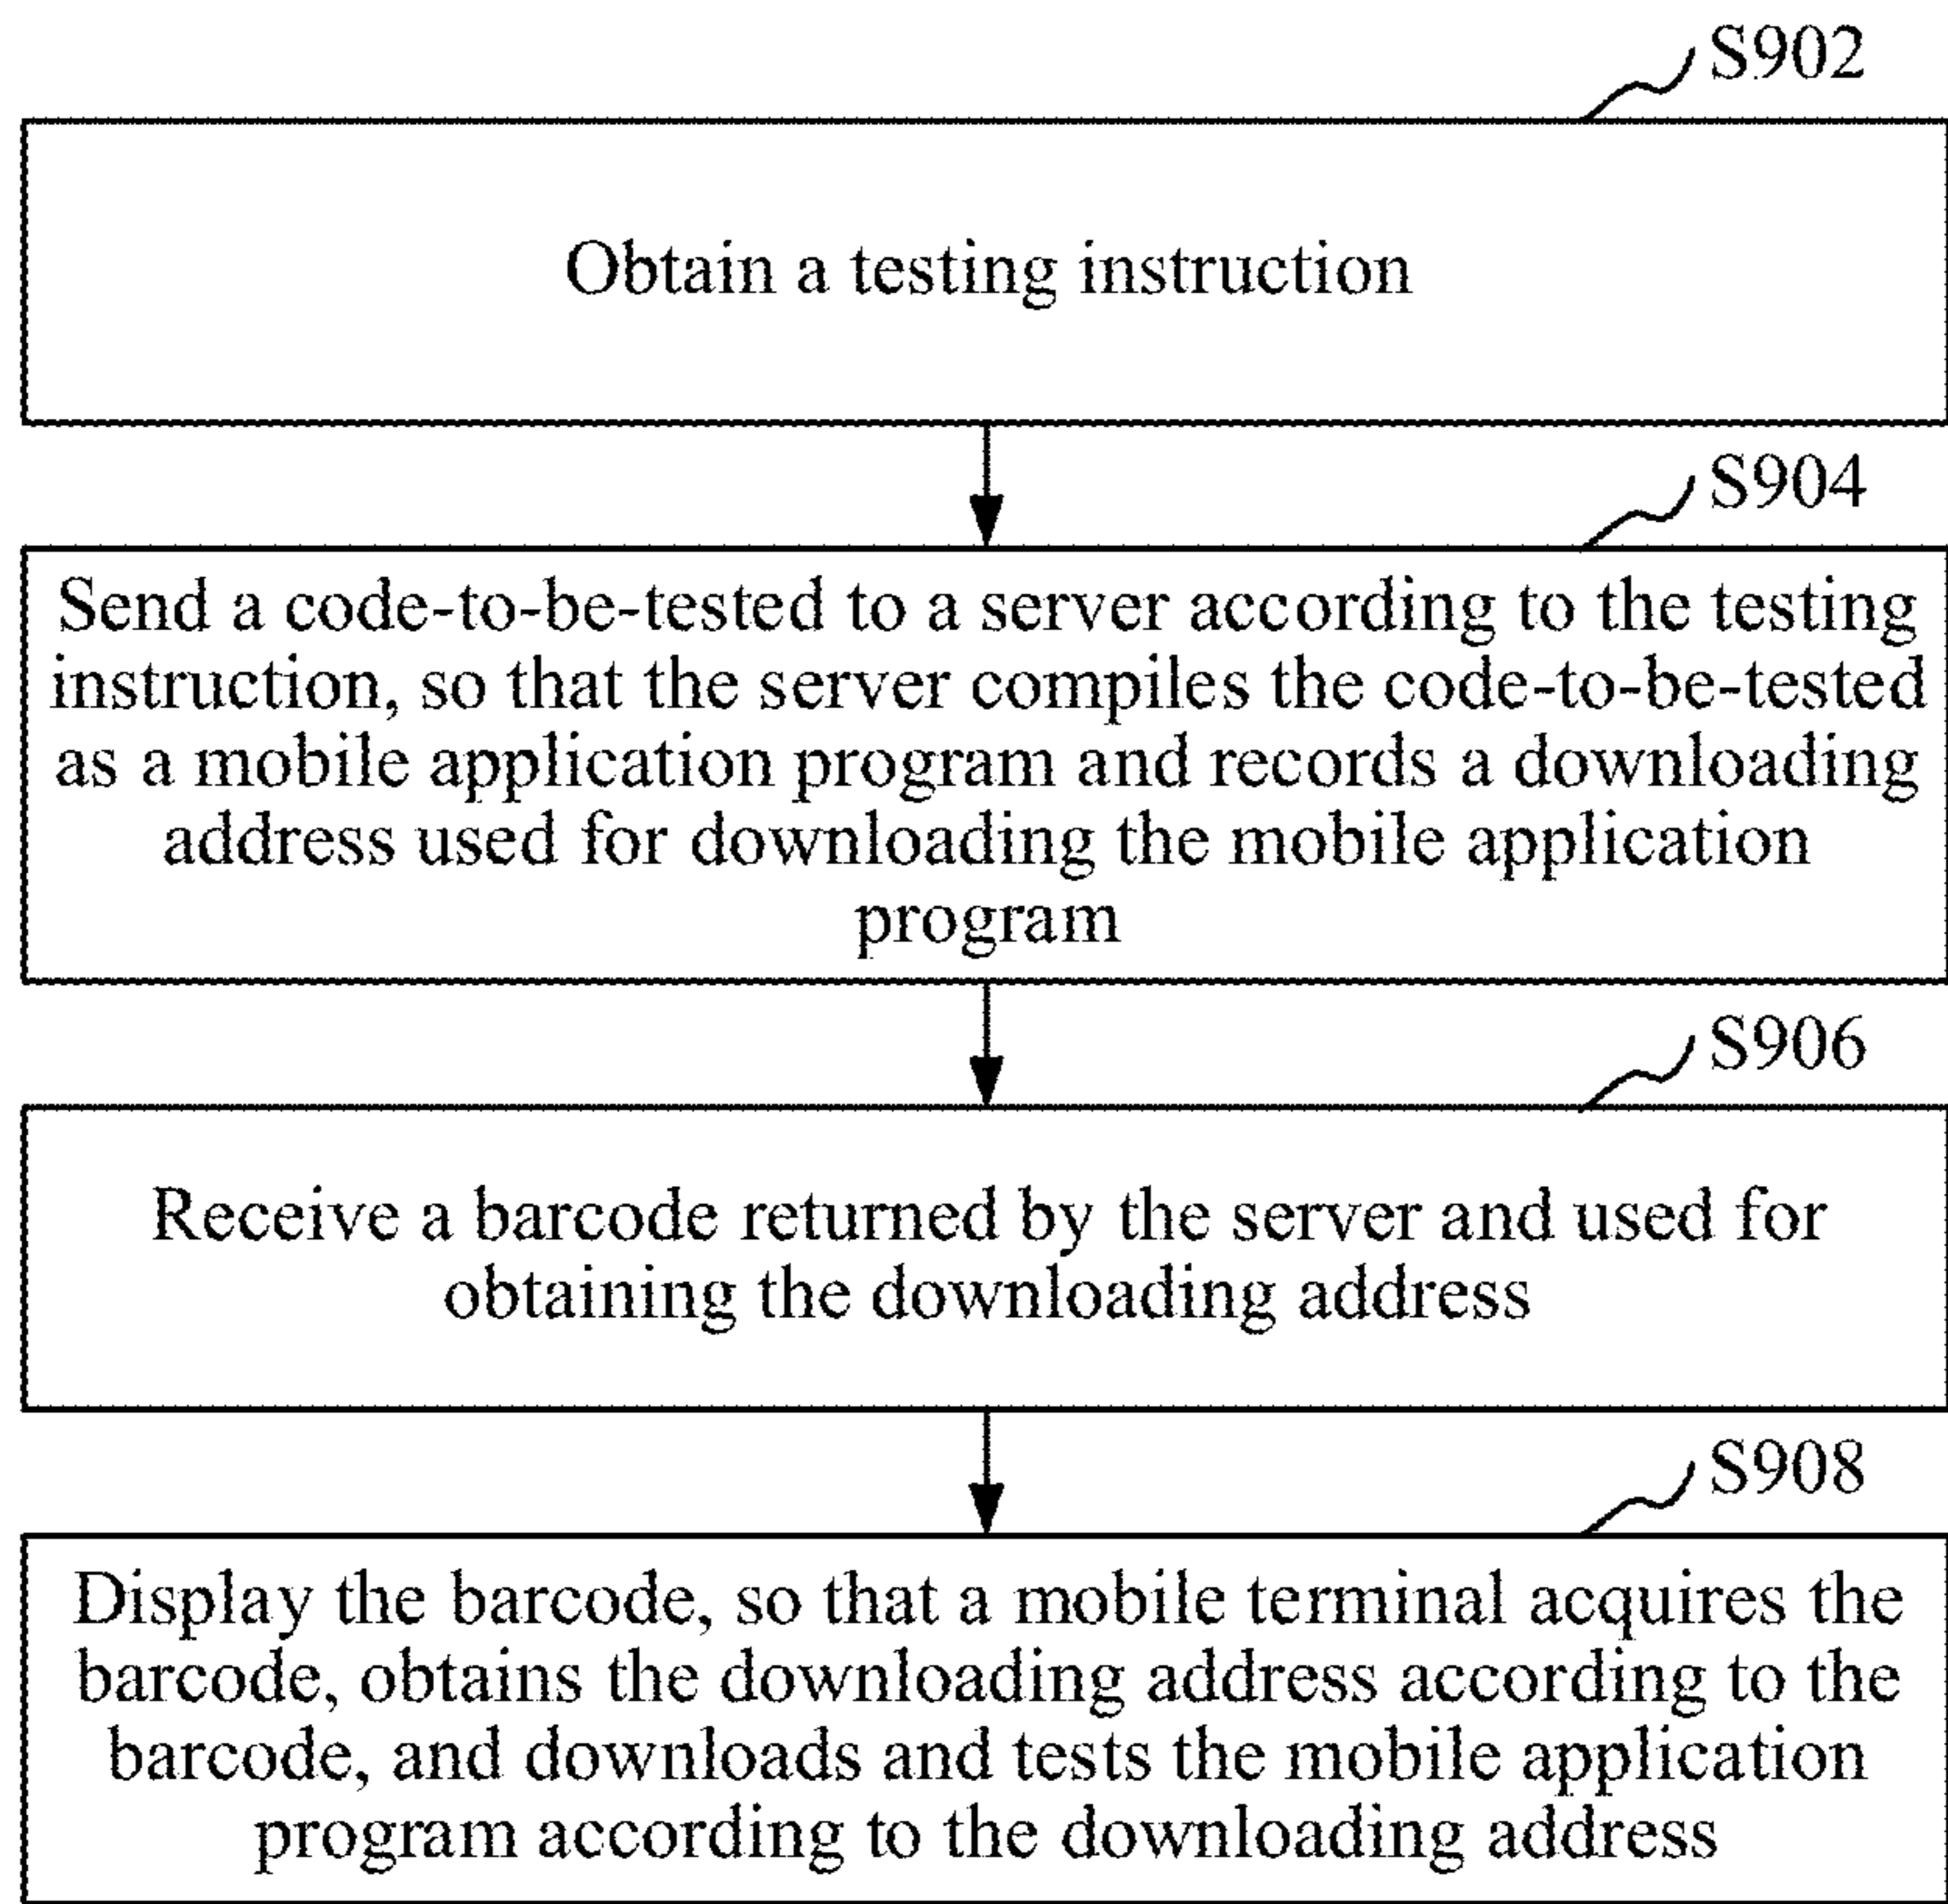 S902
Obtain a testing instruction
S904
Send a code-to-be-tested to a server according to the testing
instruction, so that the server compiles the code-to-be-tested
as a mobile application program and records a downloading
address used for downloading the mobile application
program
S906
Receive a barcode returned by the server and used for
obtaining the downloading address
S908
Display the barcode, so that a mobile terminal acquires the
barcode, obtains the downloading address according to the
barcode, and downloads and tests the mobile application
program according to the downloading address